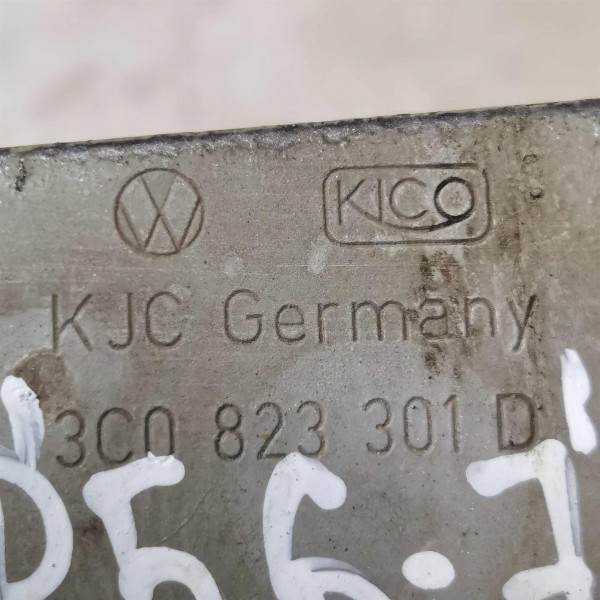 KICO
KJC Germany
3C0 823 301 D